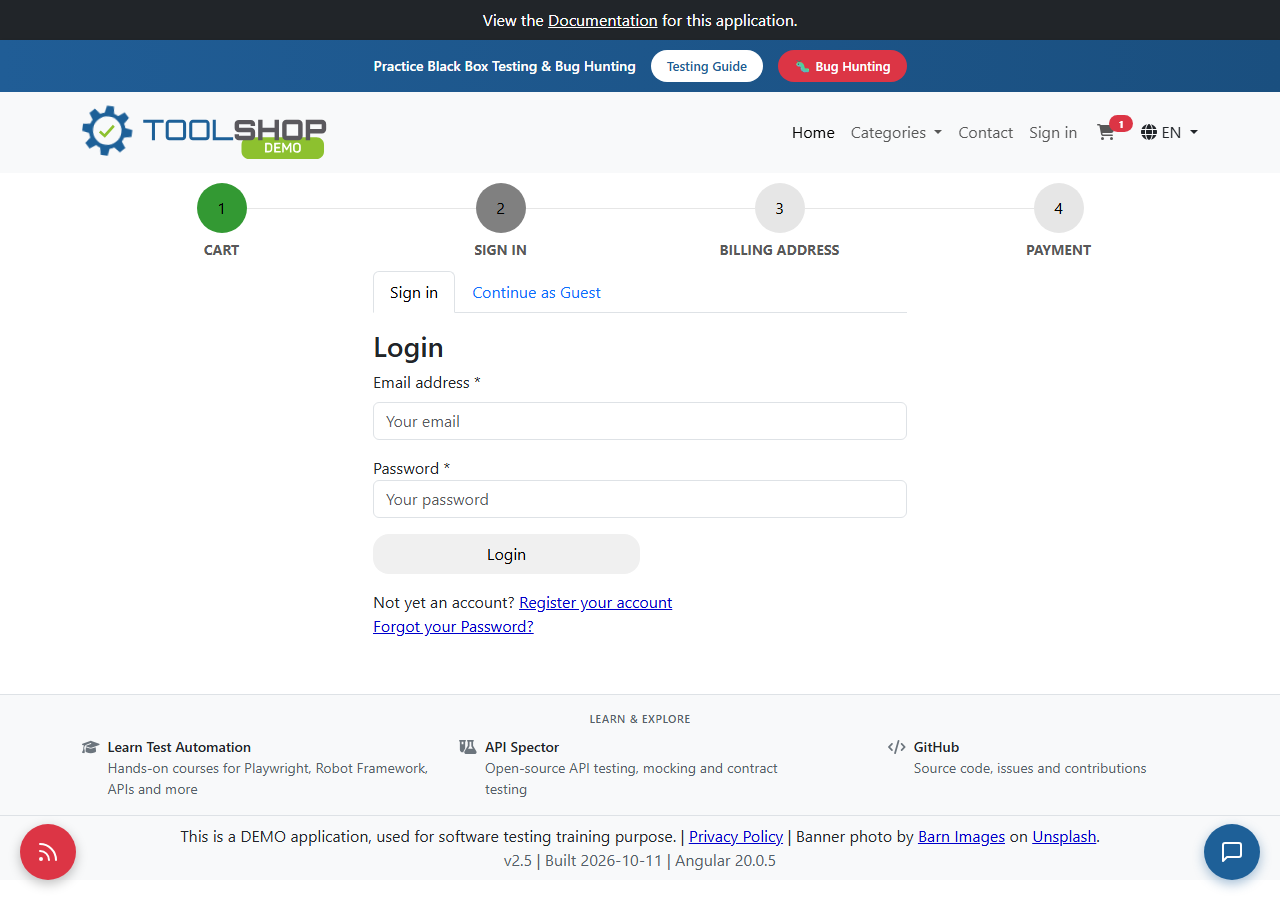 View the Documentation for this application.
Practice Black Box Testing & Bug Hunting Testing Guide Bug Hunting
TOOLSHOP DEMO
Home Categories Contact Sign in 1 EN
1 2 3 4
CART SIGN IN BILLING ADDRESS PAYMENT
Sign in Continue as Guest
Login
Email address *
Your email
Password *
Your password
Login
Not yet an account? Register your account
Forgot your Password?
LEARN & EXPLORE
Learn Test Automation
Hands-on courses for Playwright, Robot Framework,
APIs and more
API Spector
Open-source API testing, mocking and contract
testing
GitHub
Source code, issues and contributions
This is a DEMO application, used for software testing training purpose. | Privacy Policy | Banner photo by Barn Images on Unsplash.
v2.5 | Built 2026-10-11 | Angular 20.0.5